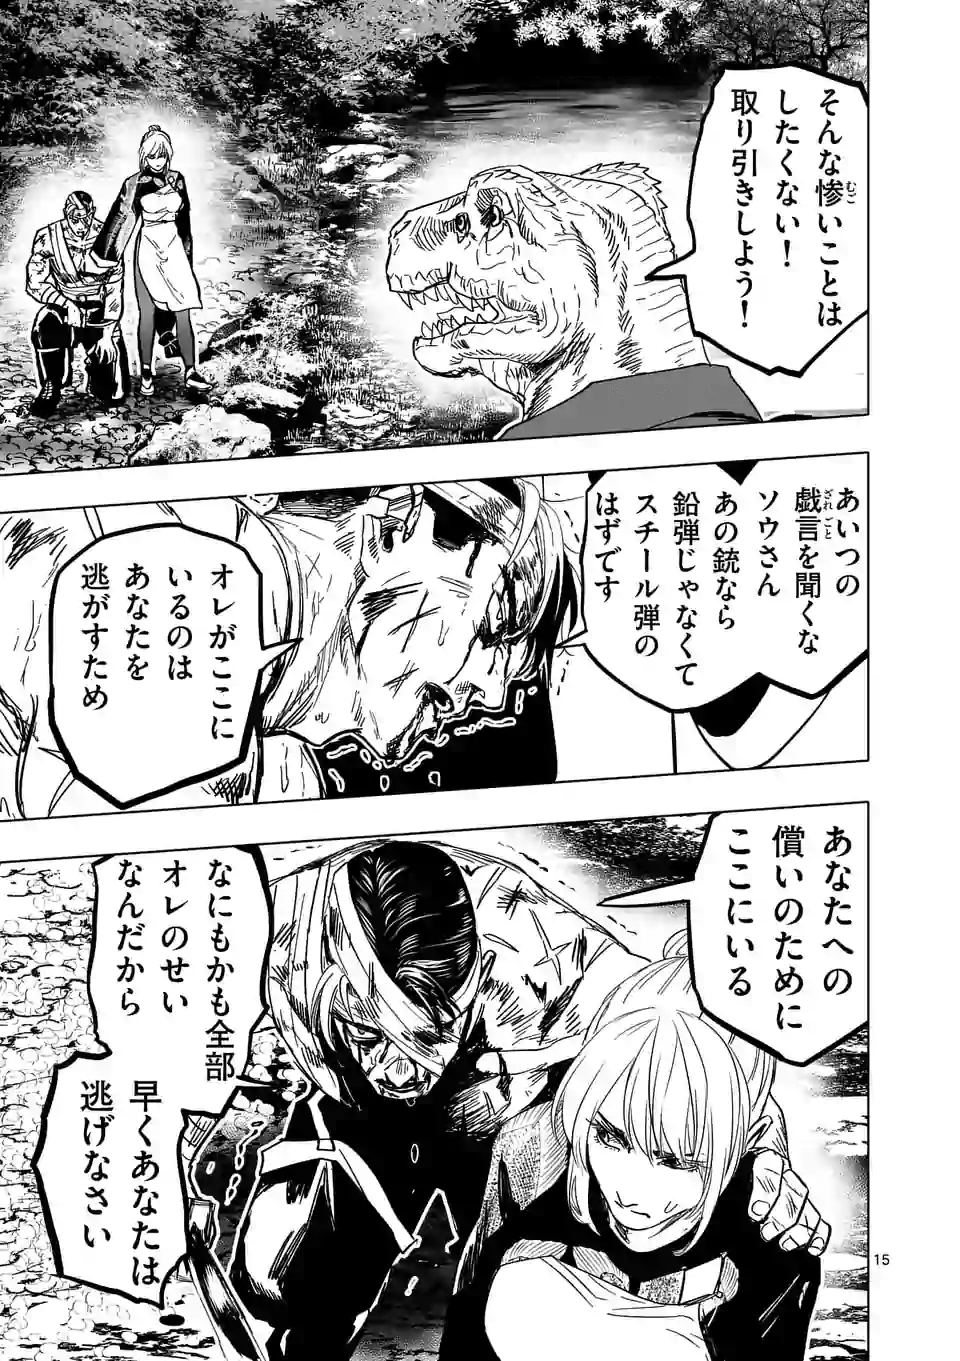 そんな惨いことは
したくない！
取り引きしよう！
むご
あいつの
戯言を聞くな
ざれごと
ソウさん
あの銃なら
鉛弾じゃなくて
スチール弾の
はずです
オレがここに
いるのは
あなたを
逃がすため
あなたへの
償いのために
ここにいる
なにもかも全部
オレのせい
なんだから
早くあなたは
逃げなさい
15